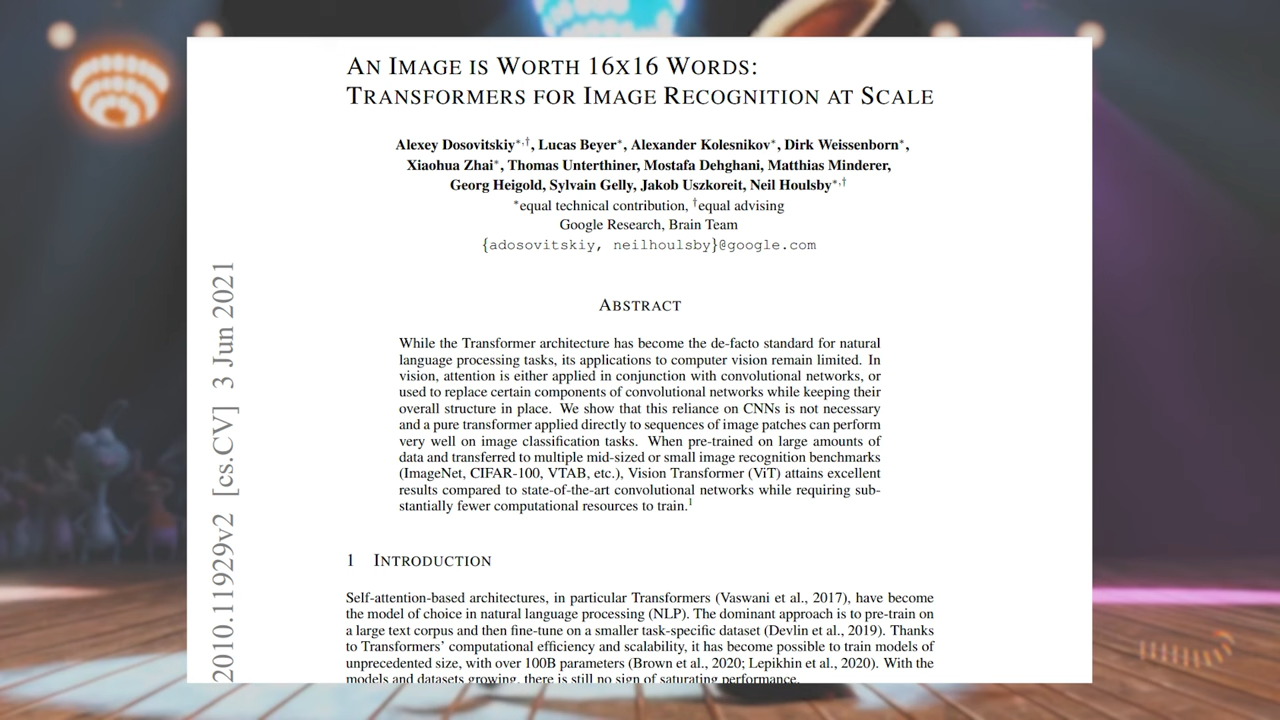 AN IMAGE IS WORTH 16X16 WORDS:
TRANSFORMERS FOR IMAGE RECOGNITION AT SCALE
Alexey Dosovitskiy*,†, Lucas Beyer*, Alexander Kolesnikov*, Dirk Weissenborn*,
Xiaohua Zhai*, Thomas Unterthiner, Mostafa Dehghani, Matthias Minderer,
Georg Heigold, Sylvain Gelly, Jakob Uszkoreit, Neil Houlsby*,†
*equal technical contribution, †equal advising
Google Research, Brain Team
{adosovitskiy, neilhoulsby}@google.com
2010.11929v2 [cs.CV] 3 Jun 2021
ABSTRACT
While the Transformer architecture has become the de-facto standard for natural
language processing tasks, its applications to computer vision remain limited. In
vision, attention is either applied in conjunction with convolutional networks, or
used to replace certain components of convolutional networks while keeping their
overall structure in place. We show that this reliance on CNNs is not necessary
and a pure transformer applied directly to sequences of image patches can perform
very well on image classification tasks. When pre-trained on large amounts of
data and transferred to multiple mid-sized or small image recognition benchmarks
(ImageNet, CIFAR-100, VTAB, etc.), Vision Transformer (ViT) attains excellent
results compared to state-of-the-art convolutional networks while requiring sub-
stantially fewer computational resources to train.1
1 INTRODUCTION
Self-attention-based architectures, in particular Transformers (Vaswani et al., 2017), have become
the model of choice in natural language processing (NLP). The dominant approach is to pre-train on
a large text corpus and then fine-tune on a smaller task-specific dataset (Devlin et al., 2019). Thanks
to Transformers' computational efficiency and scalability, it has become possible to train models of
unprecedented size, with over 100B parameters (Brown et al., 2020; Lepikhin et al., 2020). With the
models and datasets growing, there is still no sign of saturating performance.